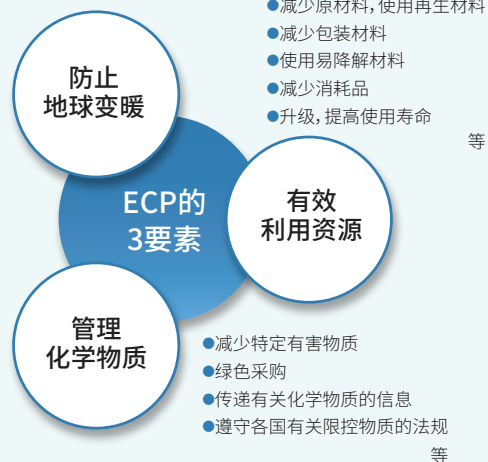 ●减少原材料，使用再生材料
●减少包装材料
●使用易降解材料
●减少消耗品
●升级，提高使用寿命
等
防止
地球变暖
ECP的
3要素
有效
利用资源
管理
化学物质
●减少特定有害物质
●绿色采购
●传递有关化学物质的信息
●遵守各国有关限控物质的法规
等